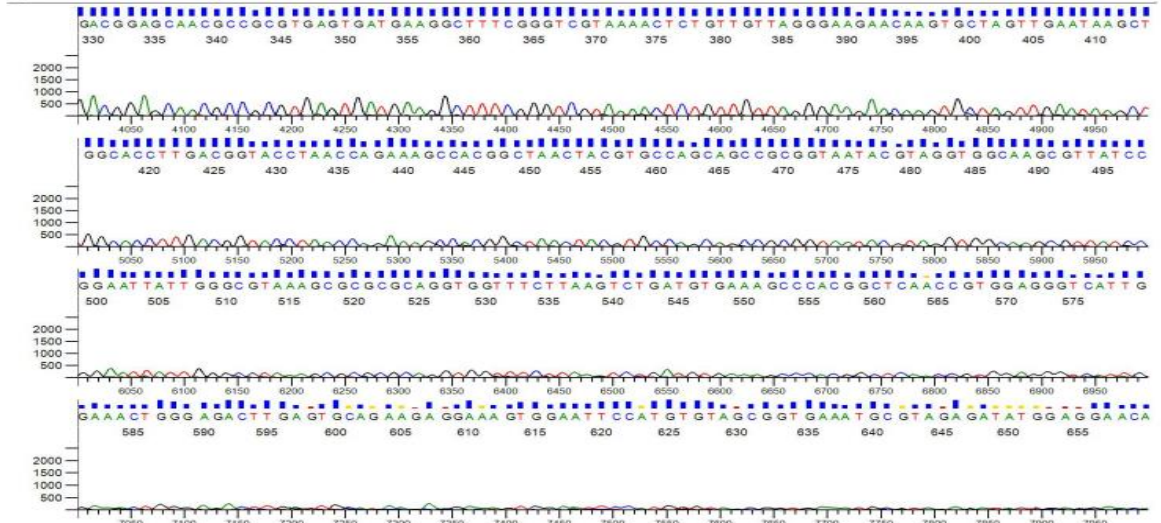 GACGGAGCAACGCCGCGTGAGTGATGAAGGCTTTCGGGTCGTAAAACTCTGTTGTTAGGGAAGAACAAGTGCTAGTTGAATAAGCT
330 335 340 345 350 355 360 365 370 375 380 385 390 395 400 405 410
2000
1500
1000
500
4050 4100 4150 4200 4250 4300 4350 4400 4450 4500 4550 4600 4650 4700 4750 4800 4850 4900 4950
GGCACCTTGACGGTACCTAACCAGAAAGCCACGGCTAACTACGTGCCAGCAGCCGCGGTAATACGTAGGTGGCAAGCGTTATCC
420 425 430 435 440 445 450 455 460 465 470 475 480 485 490 495
2000
1500
1000
500
5050 5100 5150 5200 5250 5300 5350 5400 5450 5500 5550 5600 5650 5700 5750 5800 5850 5900 5950
GGAATTATTGGGCGTAAAGCGCGCGCAGGTGGTTTCTTAAGTCTGATGTGAAAGCCCACGGCTCAACCGTGGAGGGTCATTG
500 505 510 515 520 525 530 535 540 545 550 555 560 565 570 575
2000
1500
1000
500
6050 6100 6150 6200 6250 6300 6350 6400 6450 6500 6550 6600 6650 6700 6750 6800 6850 6900 6950
GAAACTGGGAGACTTGAGTGCAGAAGAGGAAAGTGGAATTCCATGTGTAGCGGTGAAATGCGTAGAGATATGGAGGAACA
585 590 595 600 605 610 615 620 625 630 635 640 645 650 655
2000
1500
1000
500